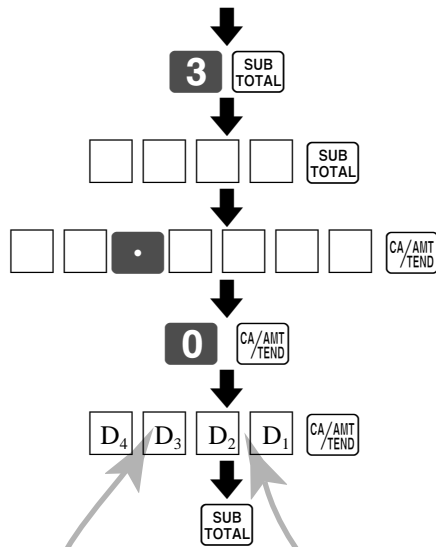 3 SUB TOTAL
SUB TOTAL
· CA/AMT /TEND
0 CA/AMT /TEND
D4 D3 D2 D1 CA/AMT /TEND
SUB TOTAL